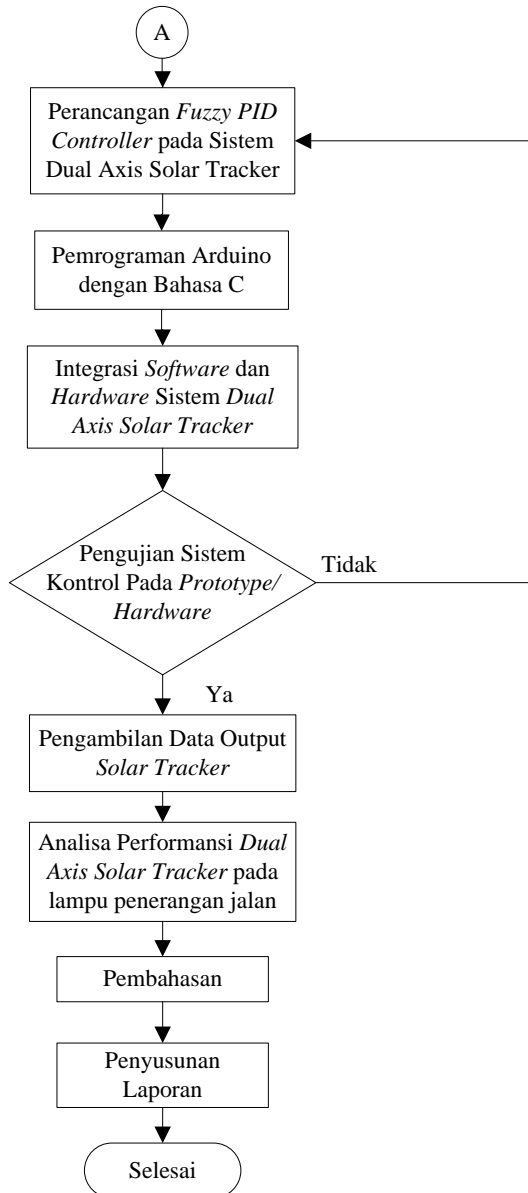 A
Perancangan Fuzzy PID
Controller pada Sistem
Dual Axis Solar Tracker
Pemrograman Arduino
dengan Bahasa C
Integrasi Software dan
Hardware Sistem Dual
Axis Solar Tracker
Pengujian Sistem
Kontrol Pada Prototype/
Hardware
Tidak
Ya
Pengambilan Data Output
Solar Tracker
Analisa Performansi Dual
Axis Solar Tracker pada
lampu penerangan jalan
Pembahasan
Penyusunan
Laporan
Selesai